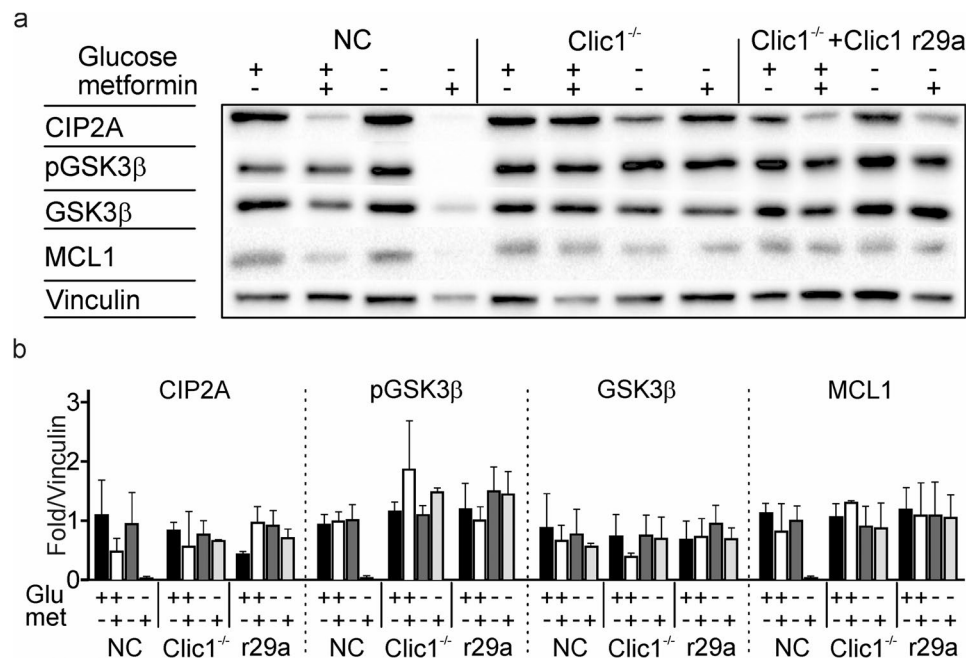 a
NC Clic1-/- Clic1-/- +Clic1 r29a
Glucose + + - - + + - - + + - -
metformin - + - + - + - + - + - +
CIP2A
pGSK3β
GSK3β
MCL1
Vinculin
b
CIP2A pGSK3β GSK3β MCL1
Fold/Vinculin
3
2
1
0
Glu ++-- ++-- ++-- ++-- ++-- ++-- ++-- ++-- ++-- ++-- ++-- ++--
met -+-+ -+-+ -+-+ -+-+ -+-+ -+-+ -+-+ -+-+ -+-+ -+-+ -+-+ -+-+
NC Clic1-/- r29a NC Clic1-/- r29a NC Clic1-/- r29a NC Clic1-/- r29a